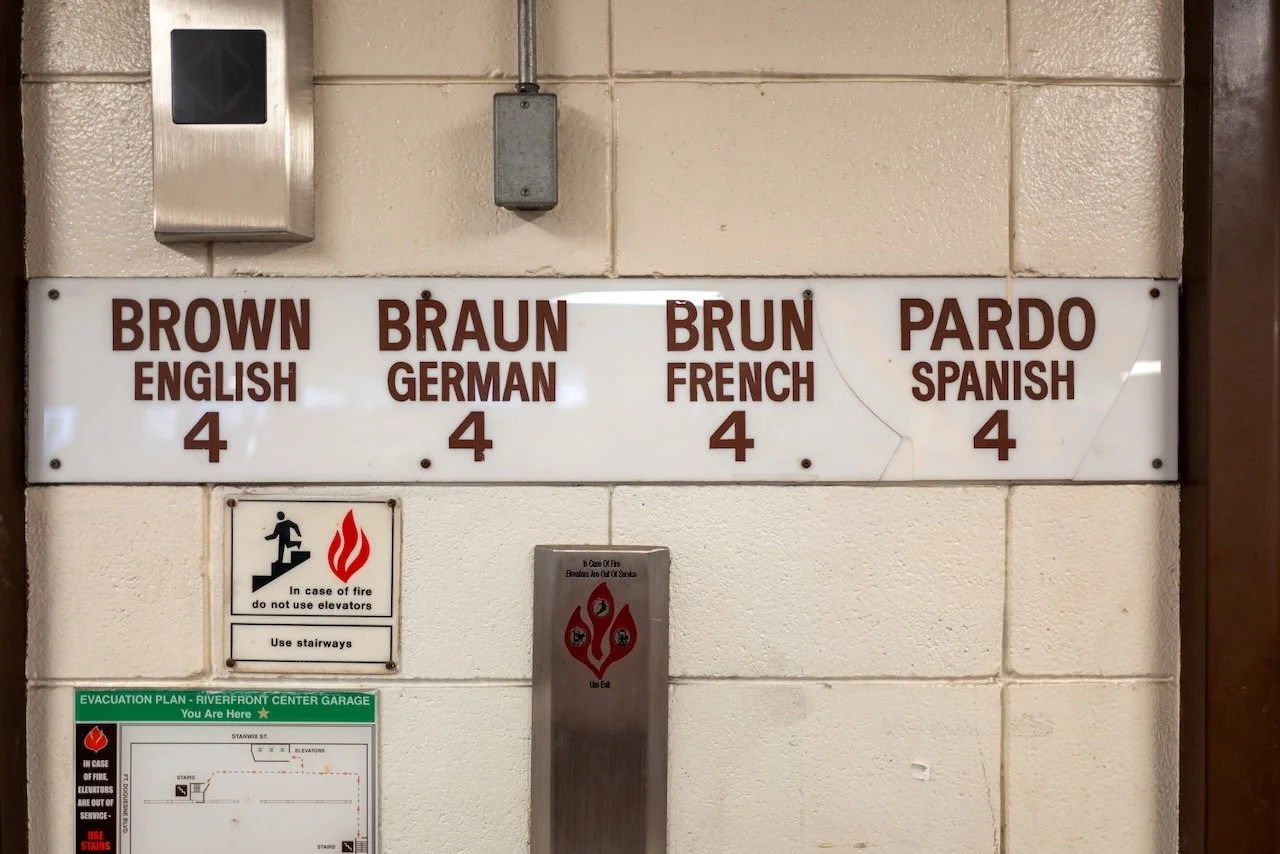 BROWN
ENGLISH
4
BRAUN
GERMAN
4
BRUN
FRENCH
4
PARDO
SPANISH
4
In case of fire
do not use elevators
Use stairways
In Case Of Fire
Elevators Are Out Of Service
Use Exit
EVACUATION PLAN - RIVERFRONT CENTER GARAGE
You Are Here
IN CASE
OF FIRE,
ELEVATORS
ARE OUT OF
SERVICE -
USE
STAIRS
STANWIX ST.
ELEVATORS
STAIRS
FT. DUQUESNE BLVD.
STAIRS